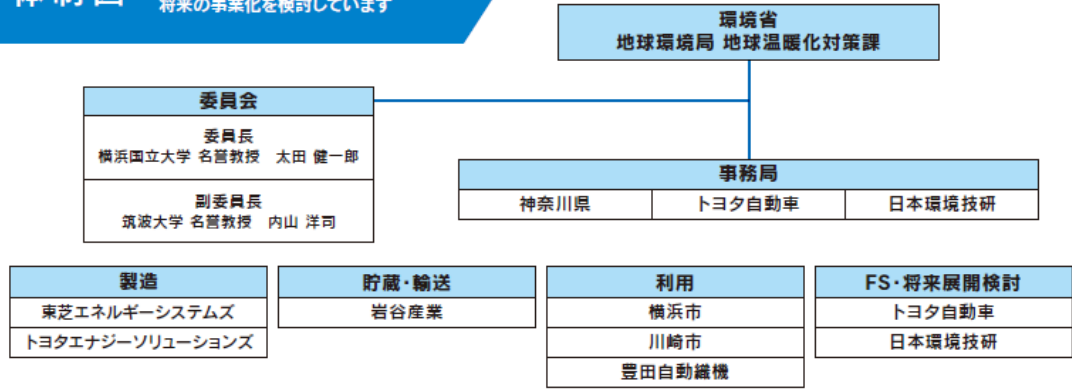 体制図
将来の事業化を検討しています
環境省
地球環境局 地球温暖化対策課
委員会
委員長
横浜国立大学 名誉教授 太田 健一郎
副委員長
筑波大学 名誉教授 内山 洋司
事務局
神奈川県
トヨタ自動車
日本環境技研
製造
東芝エネルギーシステムズ
トヨタエナジーソリューションズ
貯蔵・輸送
岩谷産業
利用
横浜市
川崎市
豊田自動織機
FS・将来展開検討
トヨタ自動車
日本環境技研